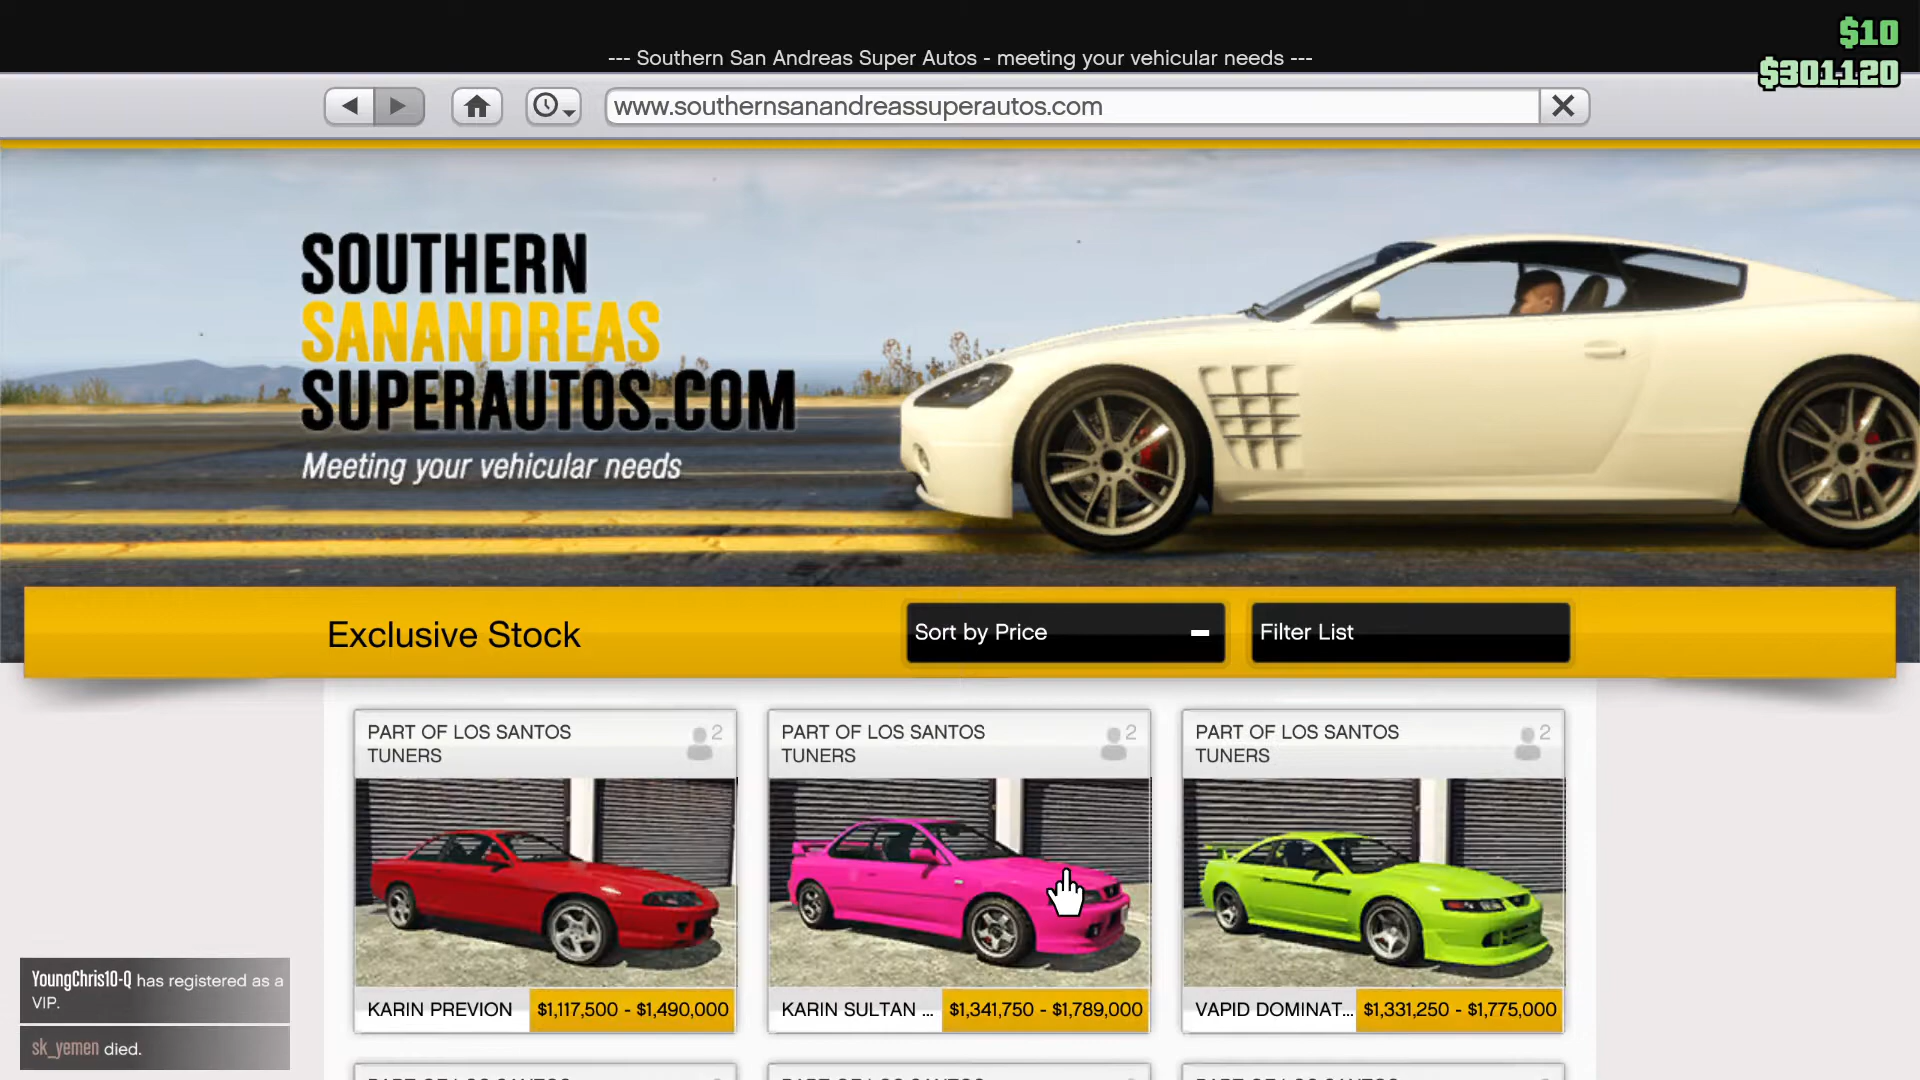 $10
--- Southern San Andreas Super Autos - meeting your vehicular needs ---
$301120
www.southernsanandreassuperautos.com
SOUTHERN
SANANDREAS
SUPERAUTOS.COM
Meeting your vehicular needs
Exclusive Stock
Sort by Price
Filter List
PART OF LOS SANTOS
TUNERS
2
PART OF LOS SANTOS
TUNERS
2
PART OF LOS SANTOS
TUNERS
2
KARIN PREVION
$1,117,500 - $1,490,000
KARIN SULTAN ...
$1,341,750 - $1,789,000
VAPID DOMINAT...
$1,331,250 - $1,775,000
YoungChris10-Q has registered as a
VIP.
sk_yemen died.